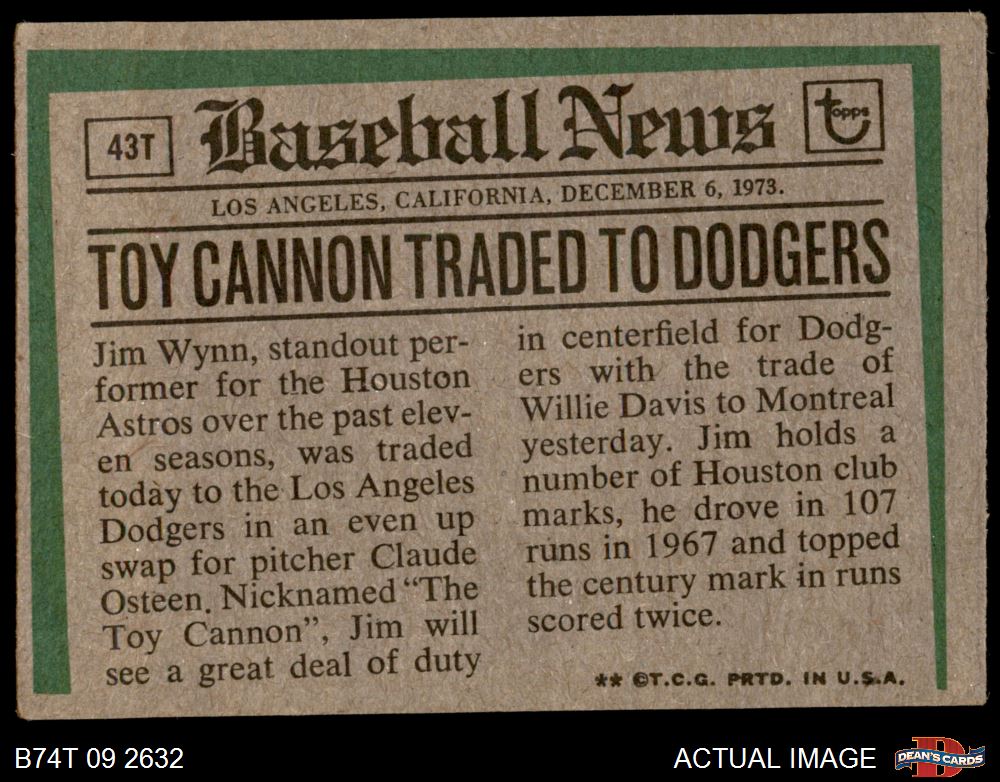 43T
Baseball News
topps
LOS ANGELES, CALIFORNIA, DECEMBER 6, 1973.
TOY CANNON TRADED TO DODGERS
Jim Wynn, standout per-
former for the Houston
Astros over the past elev-
en seasons, was traded
today to the Los Angeles
Dodgers in an even up
swap for pitcher Claude
Osteen. Nicknamed "The
Toy Cannon", Jim will
see a great deal of duty
in centerfield for Dodg-
ers with the trade of
Willie Davis to Montreal
yesterday. Jim holds a
number of Houston club
marks, he drove in 107
runs in 1967 and topped
the century mark in runs
scored twice.
** ©T.C.G. PRTD. IN U.S.A.
B74T 09 2632
ACTUAL IMAGE
D
DEAN'S CARDS